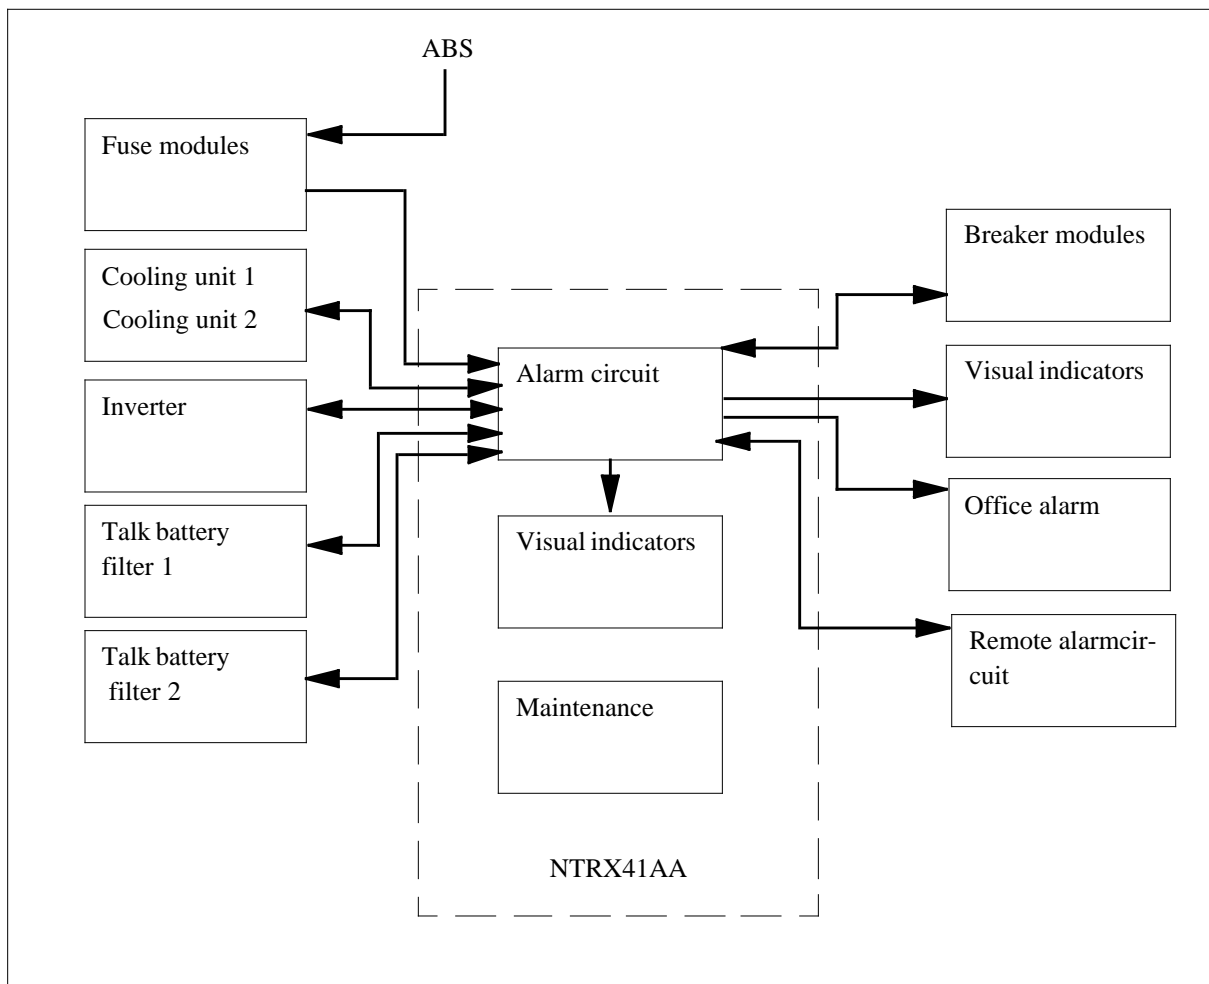 ABS
Fuse modules
Cooling unit 1
Cooling unit 2
Inverter
Talk battery
filter 1
Talk battery
filter 2
Alarm circuit
Visual indicators
Maintenance
NTRX41AA
Breaker modules
Visual indicators
Office alarm
Remote alarmcir-
cuit